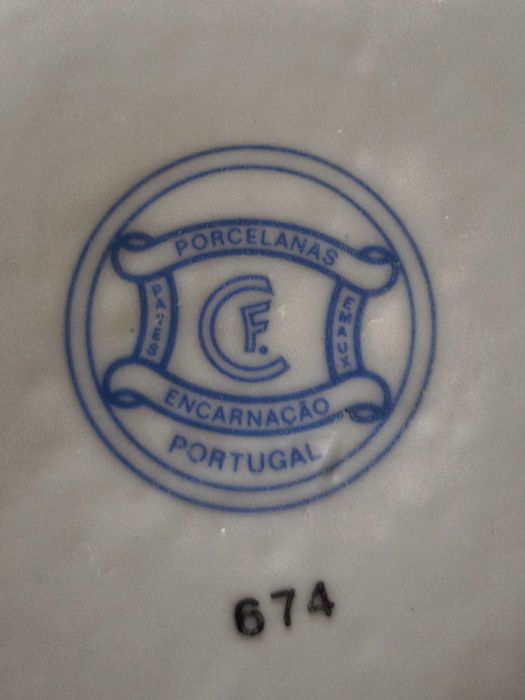 PORCELANAS
PATES
CF.
EMAUX
ENCARNAÇÃO
PORTUGAL
674